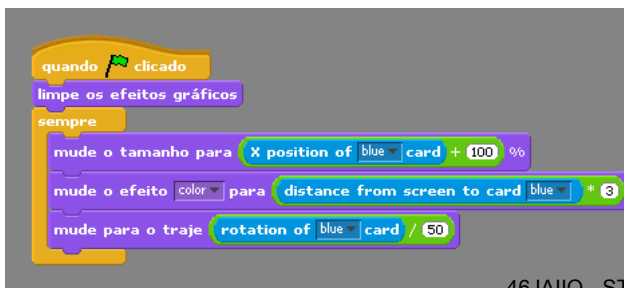 quando clicado
limpe os efeitos gráficos
sempre
mude o tamanho para X position of blue card + 100 %
mude o efeito color para distance from screen to card blue * 3
mude para o traje rotation of blue card / 50